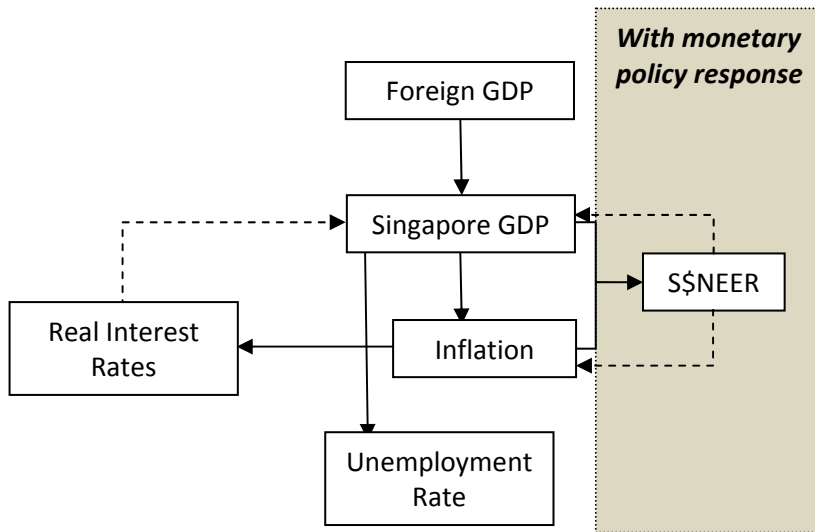 With monetary
policy response
Foreign GDP
Singapore GDP
S$NEER
Real Interest
Rates
Inflation
Unemployment
Rate